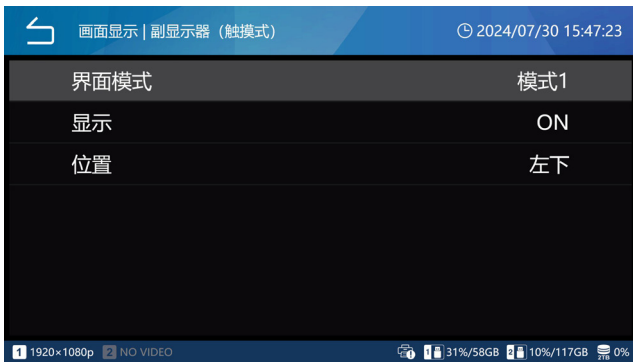 画面显示 | 副显示器（触摸式）
2024/07/30 15:47:23
界面模式 模式1
显示 ON
位置 左下
1 1920×1080p 2 NO VIDEO 1 31%/58GB 2 10%/117GB 2TB 0%